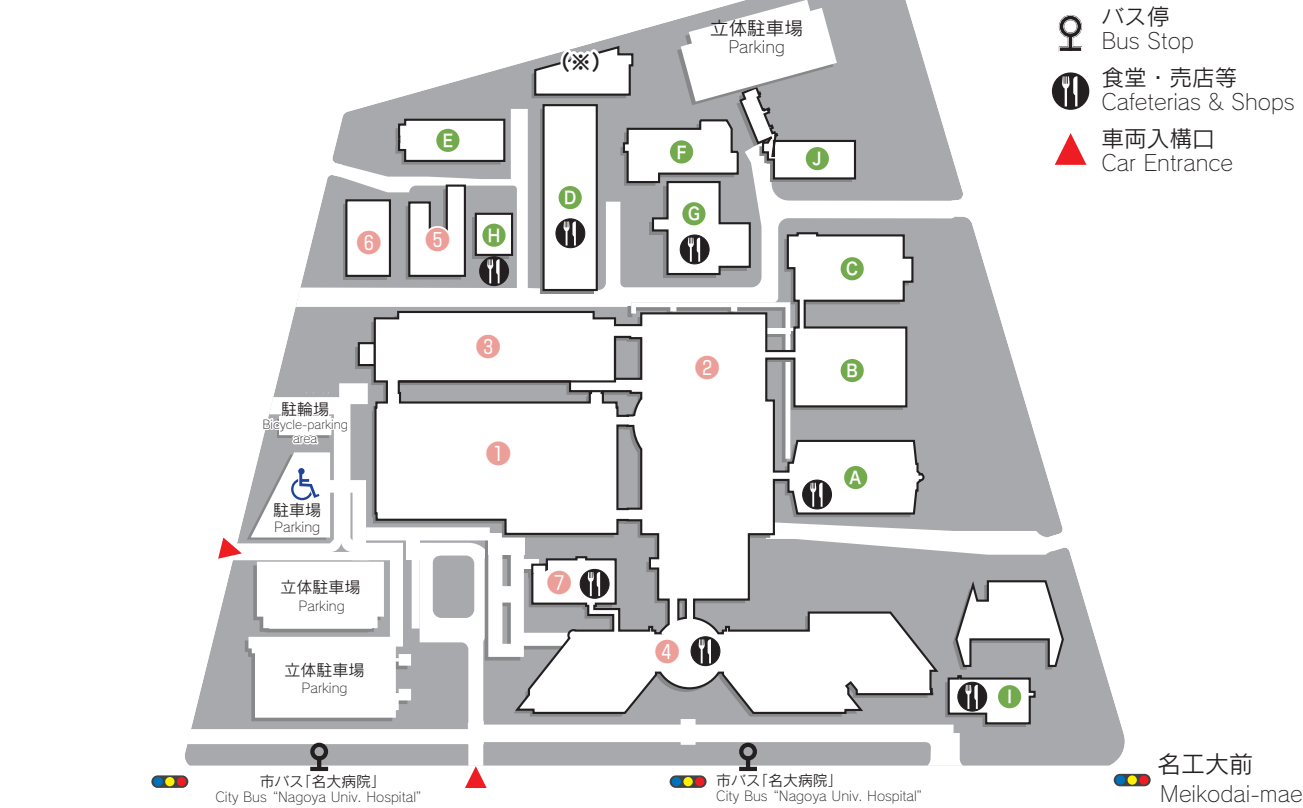 バス停
Bus Stop
食堂・売店等
Cafeterias & Shops
車両入構口
Car Entrance
立体駐車場
Parking
(※)
E
F
J
D
G
6
5
H
C
3
2
B
駐輪場
Bicycle-parking
area
1
A
駐車場
Parking
7
立体駐車場
Parking
4
立体駐車場
Parking
I
市バス「名大病院」
City Bus “Nagoya Univ. Hospital”
市バス「名大病院」
City Bus “Nagoya Univ. Hospital”
名工大前
Meikodai-mae